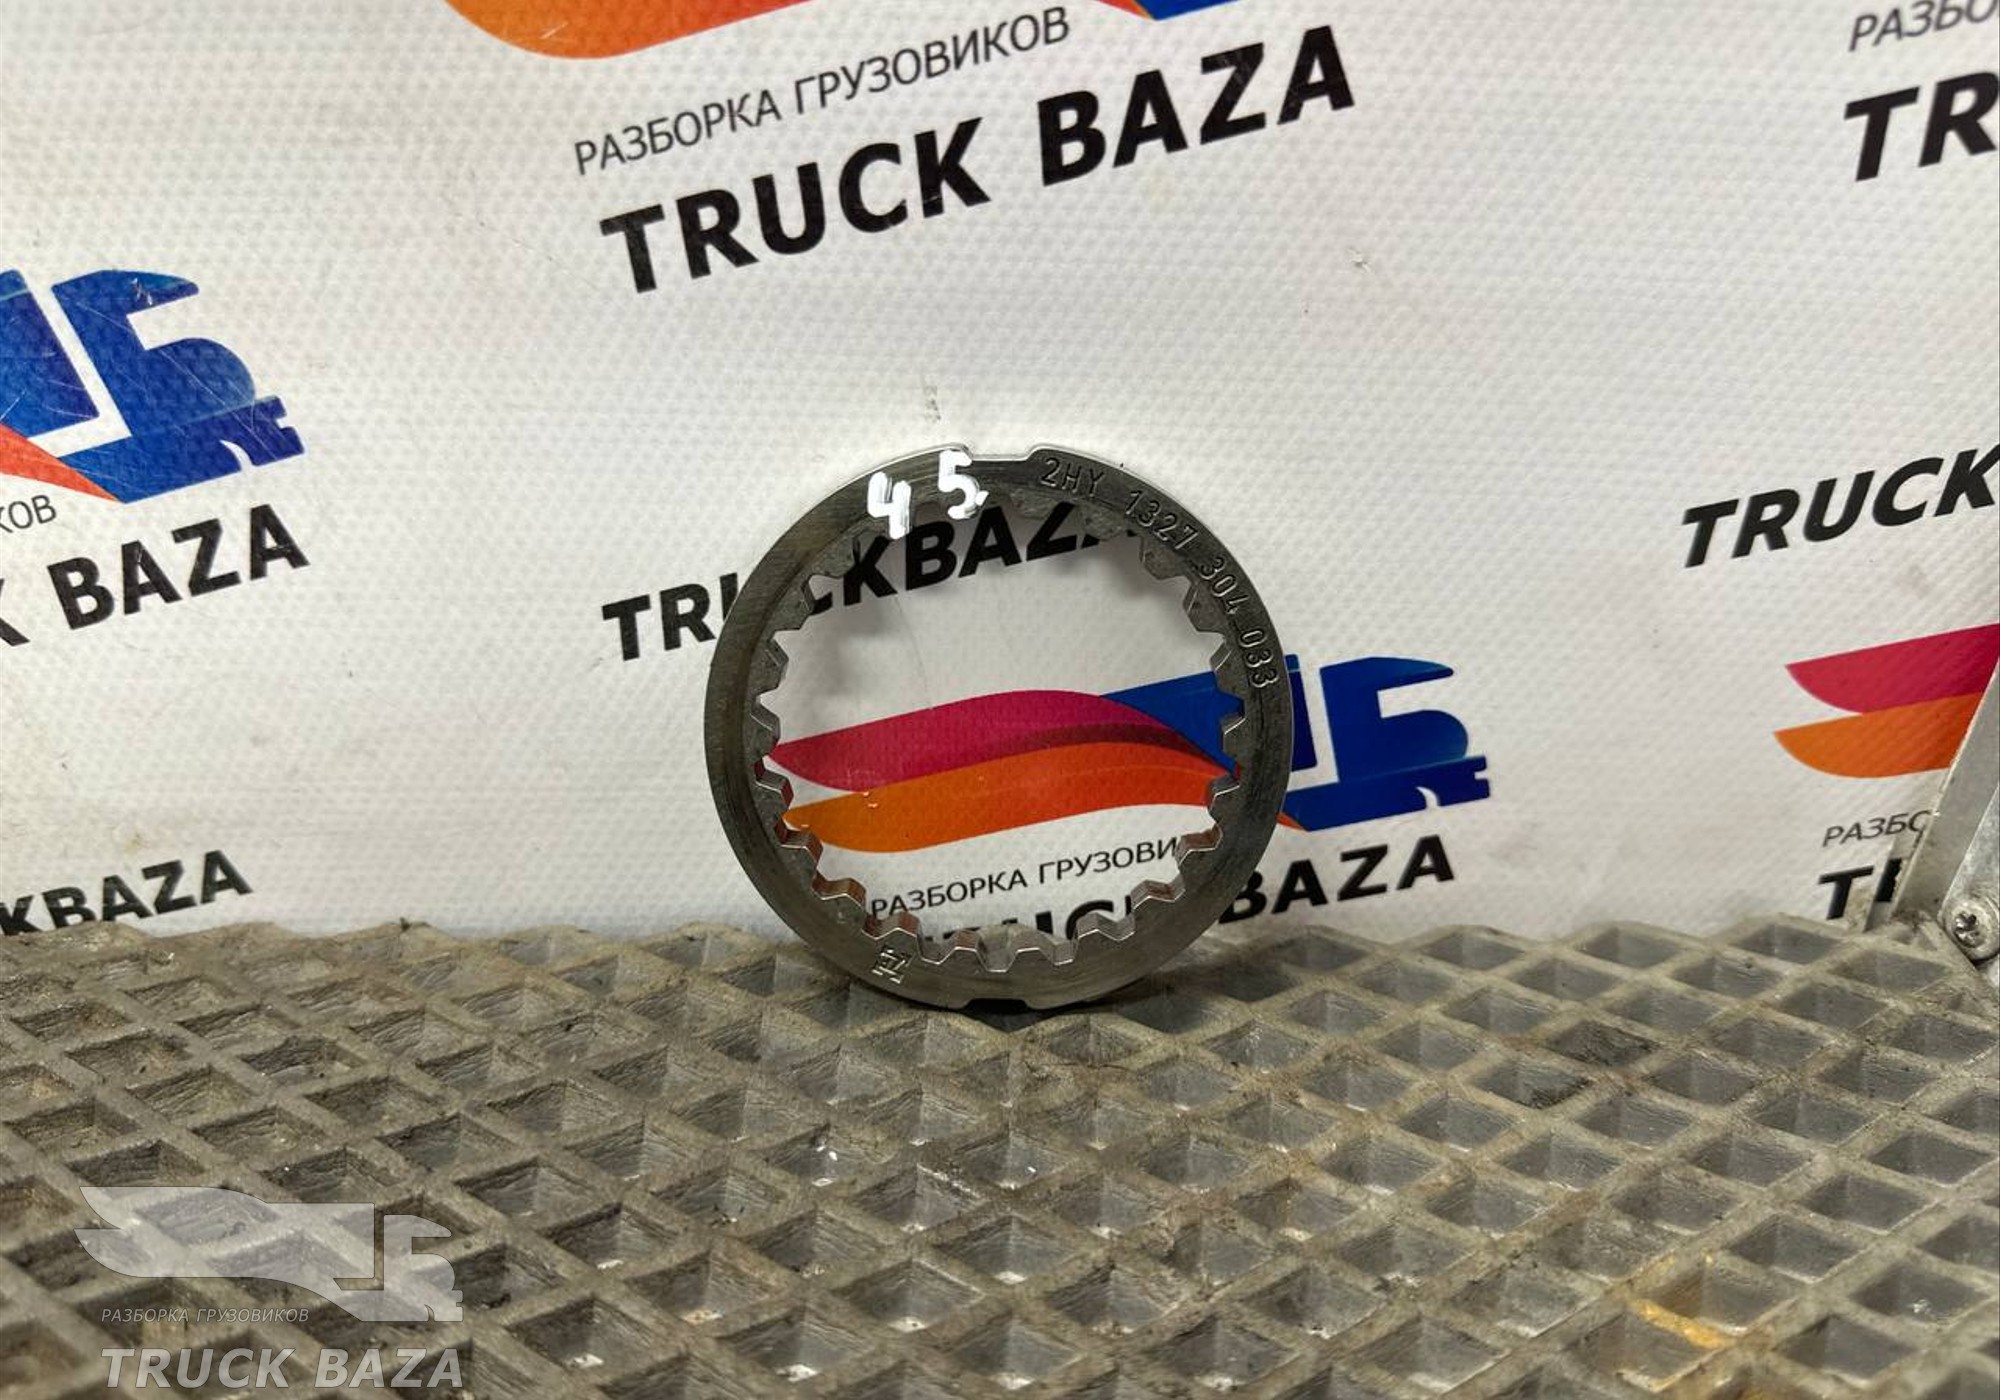 РАЗБОРКА ГРУЗОВИКОВ
TRUCK BAZA
РАЗБО
TR
КОВ
K BAZA
4 5
2HY 1327 304 033
TRUCKBAZA
TRUCK
KBAZA
РАЗБОРКА ГРУЗОВИ
BAZA
РАЗБО
TR
РАЗБОРКА ГРУЗОВИКОВ
TRUCK BAZA